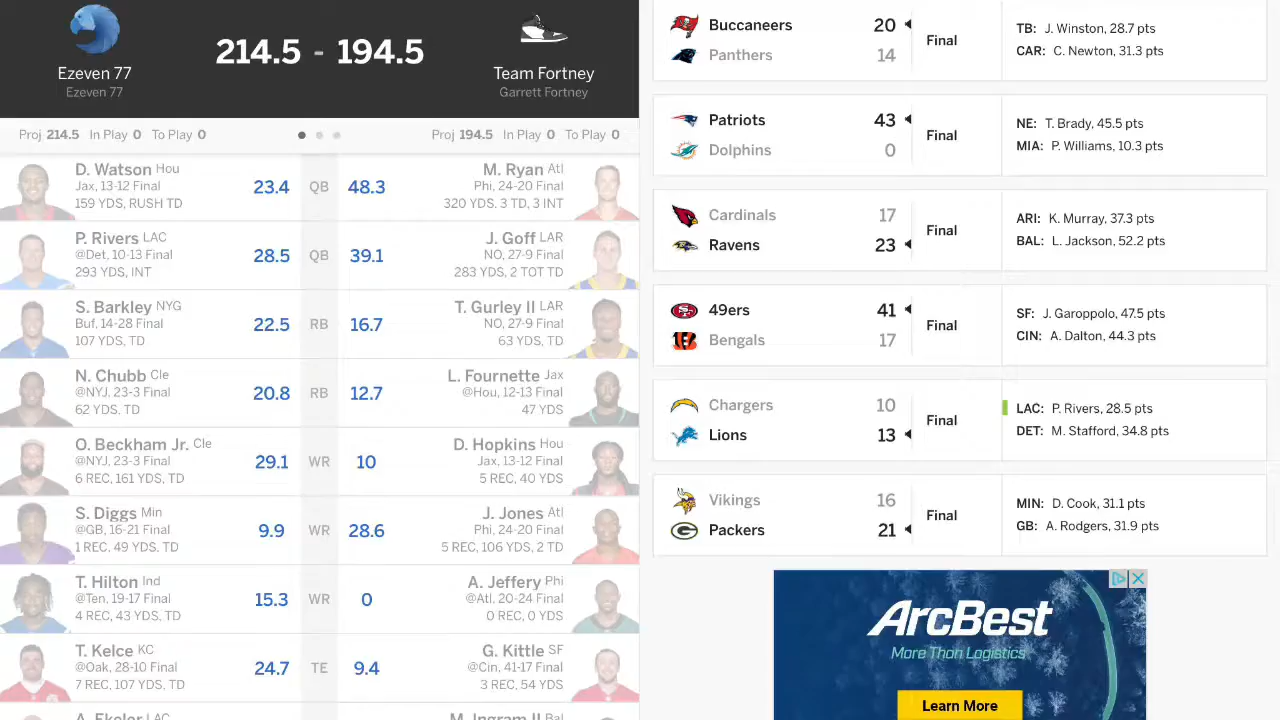 214.5 - 194.5
Ezeven 77
Ezeven 77
Team Fortney
Garrett Fortney
Proj 214.5 In Play 0 To Play 0
Proj 194.5 In Play 0 To Play 0
D. Watson Hou
Jax, 13-12 Final
159 YDS, RUSH TD
23.4 QB 48.3
M. Ryan Atl
Phi, 24-20 Final
320 YDS. 3 TD, 3 INT
P. Rivers LAC
@Det, 10-13 Final
293 YDS, INT
28.5 QB 39.1
J. Goff LAR
NO, 27-9 Final
283 YDS, 2 TOT TD
S. Barkley NYG
Buf, 14-28 Final
107 YDS, TD
22.5 RB 16.7
T. Gurley II LAR
NO, 27-9 Final
63 YDS, TD
N. Chubb Cle
@NYJ, 23-3 Final
62 YDS. TD
20.8 RB 12.7
L. Fournette Jax
@Hou, 12-13 Final
47 YDS
O. Beckham Jr. Cle
@NYJ, 23-3 Final
6 REC, 161 YDS, TD
29.1 WR 10
D. Hopkins Hou
Jax, 13-12 Final
5 REC, 40 YDS
S. Diggs Min
@GB, 16-21 Final
1 REC. 49 YDS. TD
9.9 WR 28.6
J. Jones Atl
Phi, 24-20 Final
5 REC, 106 YDS, 2 TD
T. Hilton Ind
@Ten, 19-17 Final
4 REC, 43 YDS, TD
15.3 WR 0
A. Jeffery Phi
@Atl, 20-24 Final
0 REC, 0 YDS
T. Kelce KC
@Oak, 28-10 Final
7 REC, 107 YDS, TD
24.7 TE 9.4
G. Kittle SF
@Cin, 41-17 Final
3 REC, 54 YDS
A. Ekeler LAC
M. Ingram II Bal
Buccaneers 20
Panthers 14
Final
TB: J. Winston, 28.7 pts
CAR: C. Newton, 31.3 pts
Patriots 43
Dolphins 0
Final
NE: T. Brady, 45.5 pts
MIA: P. Williams, 10.3 pts
Cardinals 17
Ravens 23
Final
ARI: K. Murray, 37.3 pts
BAL: L. Jackson, 52.2 pts
49ers 41
Bengals 17
Final
SF: J. Garoppolo, 47.5 pts
CIN: A. Dalton, 44.3 pts
Chargers 10
Lions 13
Final
LAC: P. Rivers, 28.5 pts
DET: M. Stafford, 34.8 pts
Vikings 16
Packers 21
Final
MIN: D. Cook, 31.1 pts
GB: A. Rodgers, 31.9 pts
ArcBest
More Than Logistics
Learn More